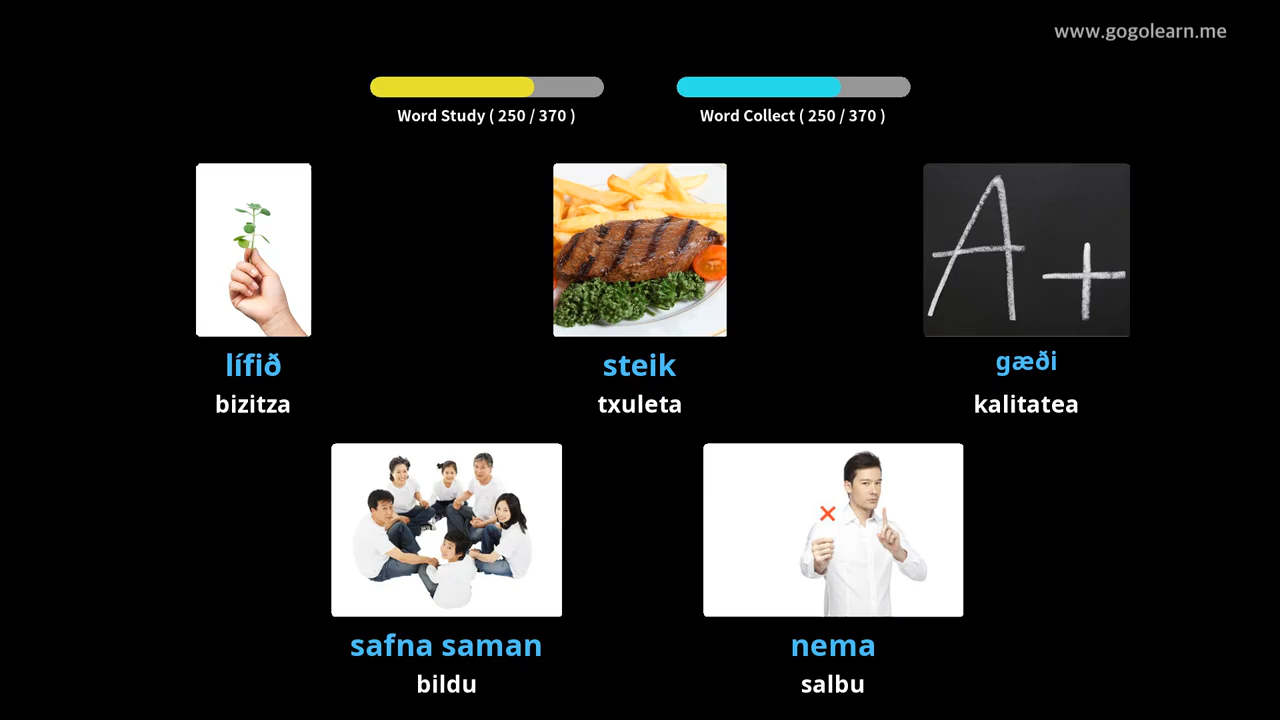 www.gogolearn.me
Word Study ( 250 / 370 )
Word Collect ( 250 / 370 )
A+
lífið
bizitza
steik
txuleta
gæði
kalitatea
safna saman
bildu
nema
salbu